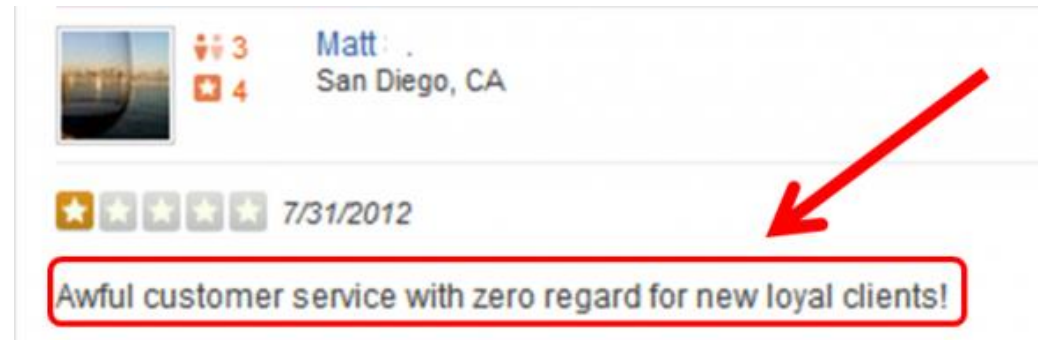 3 Matt .
4 San Diego, CA
7/31/2012
Awful customer service with zero regard for new loyal clients!